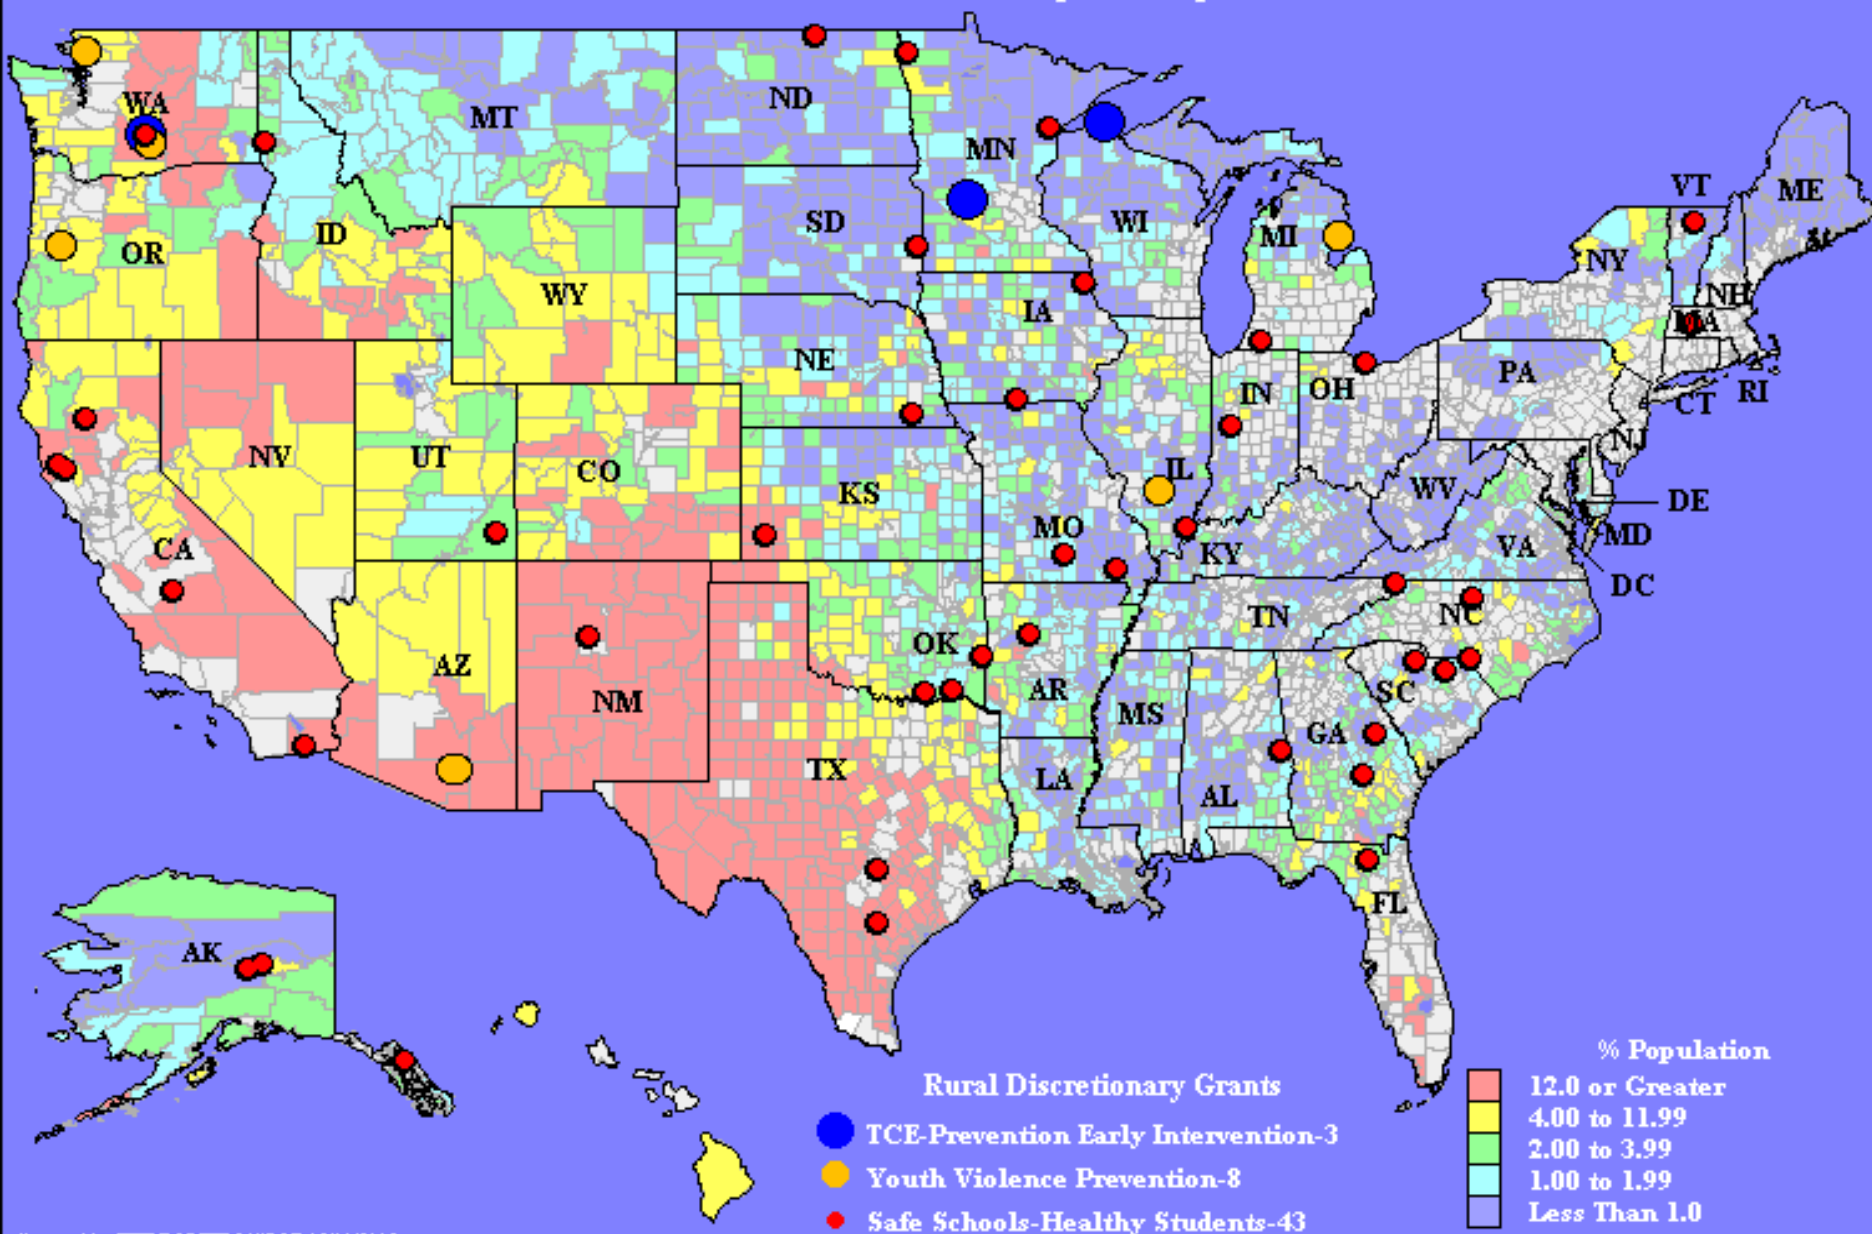 WA
MT
ND
MN
VT
ME
OR
ID
SD
WI
MI
NY
WY
IA
NH
MA
NE
PA
IN
OH
RI
CT
NV
UT
CO
KS
IL
WV
NJ
DE
CA
MO
KY
VA
MD
DC
AZ
NM
OK
AR
TN
NC
MS
SC
GA
TX
LA
AL
FL
AK
% Population
Rural Discretionary Grants
12.0 or Greater
TCE-Prevention Early Intervention-3
4.00 to 11.99
2.00 to 3.99
Youth Violence Prevention-8
1.00 to 1.99
Safe Schools-Healthy Students-43
Less Than 1.0